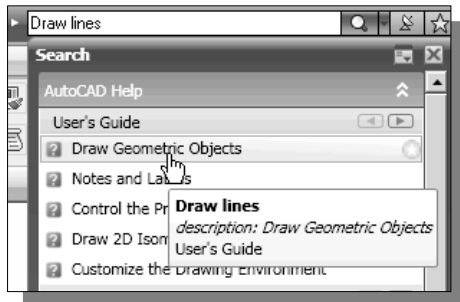 Draw lines
Search
AutoCAD Help
User's Guide
Draw Geometric Objects
Notes and La s
Control the Pr
Draw 2D Isom
Customize the Drawing Environment
Draw lines
description: Draw Geometric Objects
User's Guide